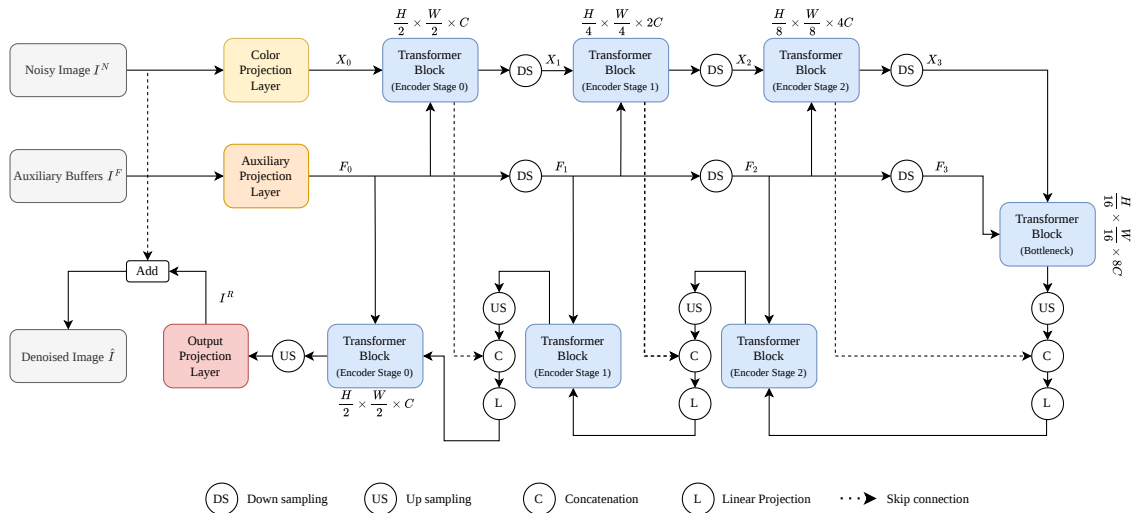 H/2 × W/2 × C
H/4 × W/4 × 2C
H/8 × W/8 × 4C
Noisy Image I^N
Color
Projection
Layer
X_0
Transformer
Block
(Encoder Stage 0)
DS
X_1
Transformer
Block
(Encoder Stage 1)
DS
X_2
Transformer
Block
(Encoder Stage 2)
DS
X_3
Auxiliary Buffers I^F
Auxiliary
Projection
Layer
F_0
DS
F_1
DS
F_2
DS
F_3
Transformer
Block
(Bottleneck)
H/16 × W/16 × 8C
Add
I^R
US
US
US
Denoised Image Î
Output
Projection
Layer
US
Transformer
Block
(Encoder Stage 0)
C
Transformer
Block
(Encoder Stage 1)
C
Transformer
Block
(Encoder Stage 2)
C
H/2 × W/2 × C
L
L
L
DS Down sampling
US Up sampling
C Concatenation
L Linear Projection
Skip connection